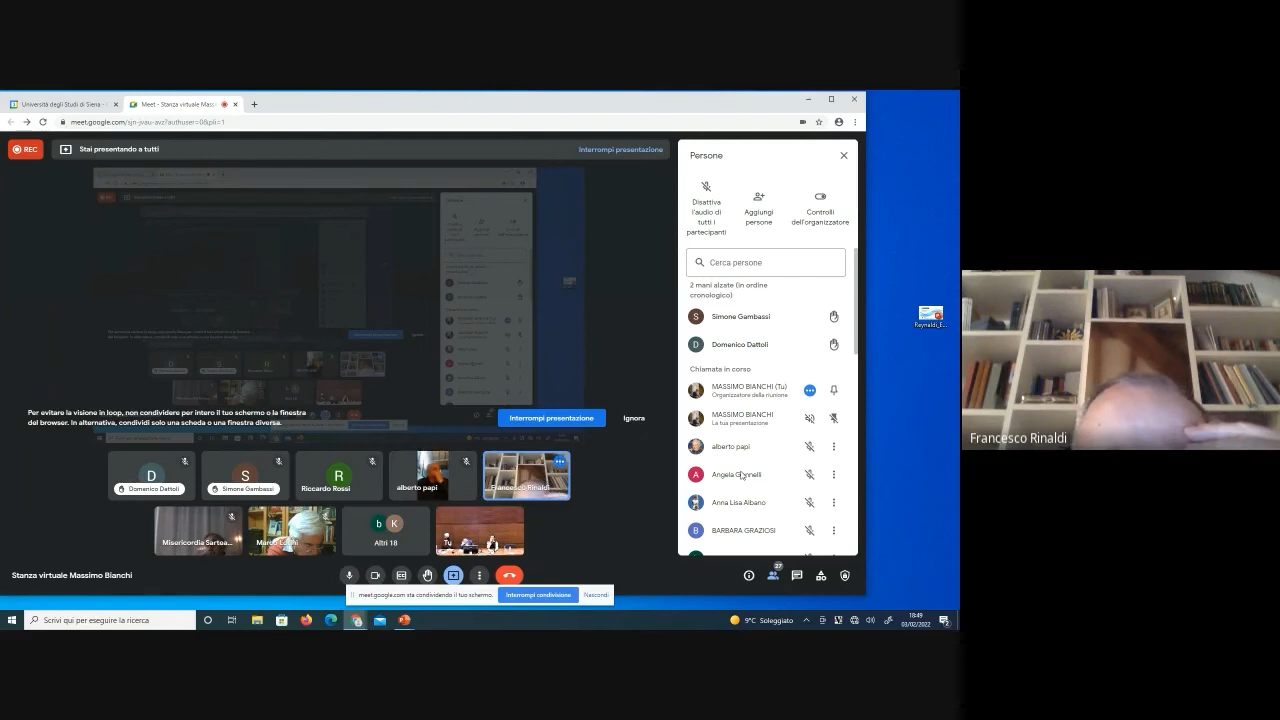 Università degli Studi di Siena -
Meet - Stanza virtuale Mass
meet.google.com/sjn-jvau-avz?authuser=0&pli=1
REC
Stai presentando a tutti
Interrompi presentazione
Per evitare la visione in loop, non condividere per intero il tuo schermo o la finestra
del browser. In alternativa, condividi solo una scheda o una finestra diversa.
Interrompi presentazione
Ignora
D
Domenico Dattoli
S
Simone Gambassi
R
Riccardo Rossi
alberto papi
Francesco Rinaldi
Misericordia Sartea...
b K
Altri 18
Tu
Stanza virtuale Massimo Bianchi
Persone
Disattiva
l'audio di
tutti i
partecipanti
Aggiungi
persone
Controlli
dell'organizzatore
Cerca persone
2 mani alzate (in ordine
cronologico)
S
Simone Gambassi
D
Domenico Dattoli
Chiamata in corso
MASSIMO BIANCHI (Tu)
Organizzatore della riunione
MASSIMO BIANCHI
La tua presentazione
alberto papi
A
Angela
Anna Lisa Albano
B
BARBARA GRAZIOSI
27
meet.google.com sta condividendo il tuo schermo.
Interrompi condivisione
Nascondi
Reynaldi_E...
Scrivi qui per eseguire la ricerca
9°C Soleggiato
18:49
03/02/2022
Francesco Rinaldi